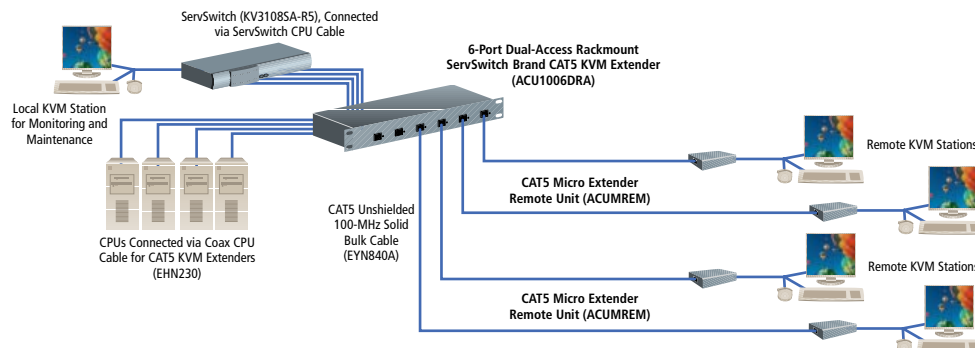 ServSwitch (KV3108SA-R5), Connected
via ServSwitch CPU Cable
6-Port Dual-Access Rackmount
ServSwitch Brand CAT5 KVM Extender
(ACU1006DRA)
Local KVM Station
for Monitoring and
Maintenance
Remote KVM Stations
CAT5 Micro Extender
Remote Unit (ACUMREM)
CAT5 Unshielded
100-MHz Solid
Bulk Cable
(EYN840A)
CPUs Connected via Coax CPU
Cable for CAT5 KVM Extenders
(EHN230)
Remote KVM Stations
CAT5 Micro Extender
Remote Unit (ACUMREM)